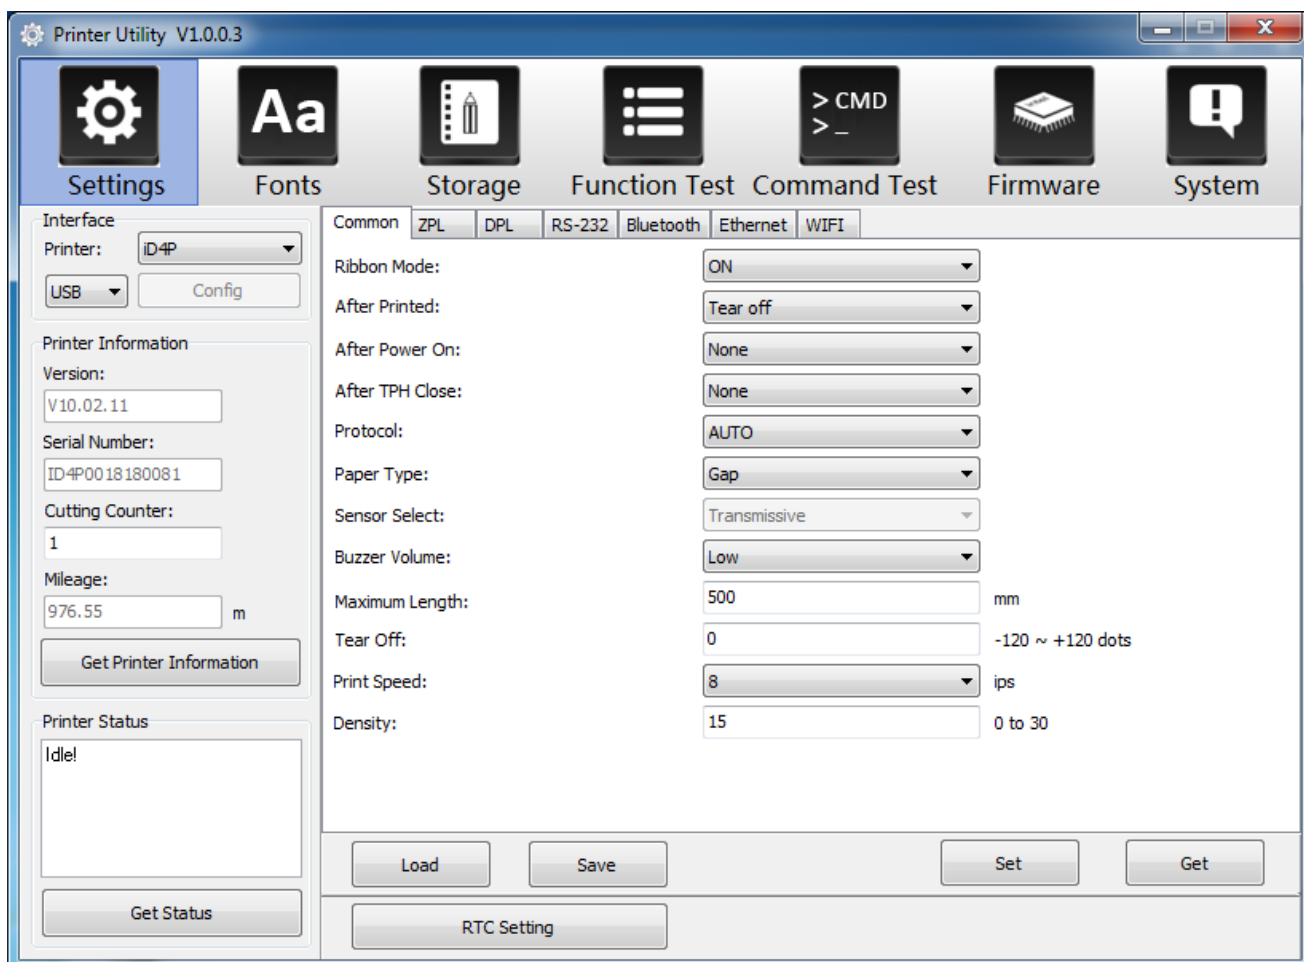 Printer Utility V1.0.0.3
Aa
> CMD
> _
Settings
Fonts
Storage
Function Test
Command Test
Firmware
System
Interface
Printer: iD4P
USB Config
Printer Information
Version:
V10.02.11
Serial Number:
ID4P0018180081
Cutting Counter:
1
Mileage:
976.55 m
Get Printer Information
Printer Status
Idle!
Get Status
Common ZPL DPL RS-232 Bluetooth Ethernet WIFI
Ribbon Mode: ON
After Printed: Tear off
After Power On: None
After TPH Close: None
Protocol: AUTO
Paper Type: Gap
Sensor Select: Transmissive
Buzzer Volume: Low
Maximum Length: 500 mm
Tear Off: 0 -120 ~ +120 dots
Print Speed: 8 ips
Density: 15 0 to 30
Load Save Set Get
RTC Setting